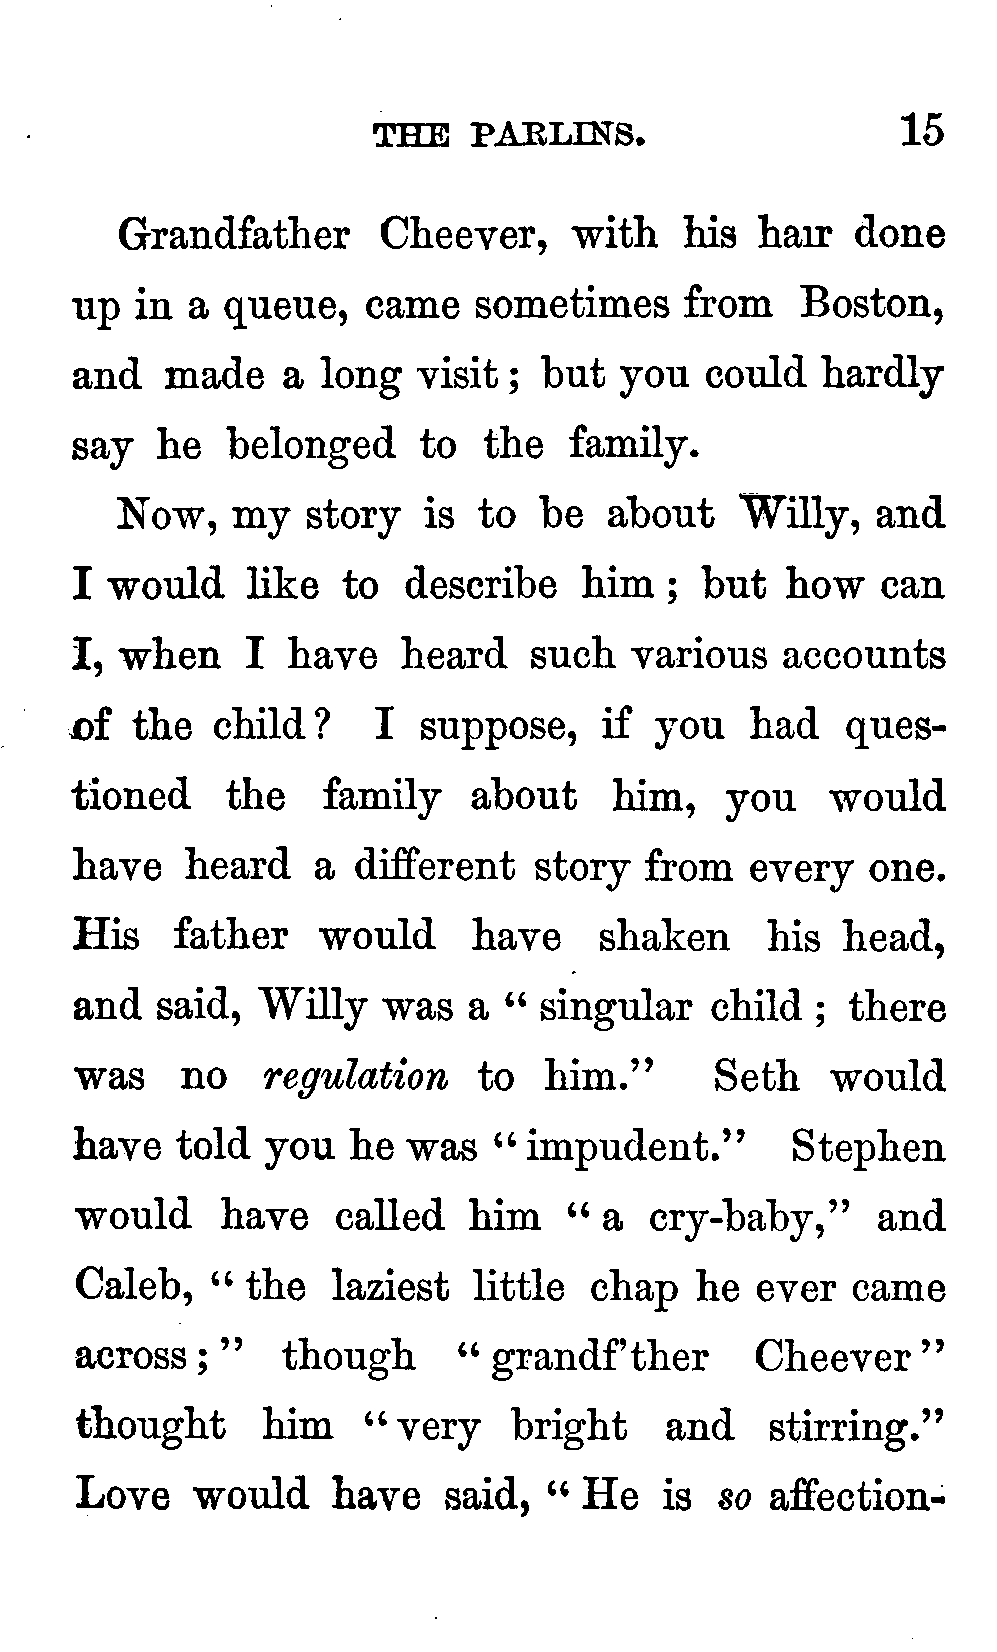 THE PARLINS. 15
Grandfather Cheever, with his hair done
up in a queue, came sometimes from Boston,
and made a long visit; but you could hardly
say he belonged to the family.
Now, my story is to be about Willy, and
I would like to describe him; but how can
I, when I have heard such various accounts
of the child? I suppose, if you had ques-
tioned the family about him, you would
have heard a different story from every one.
His father would have shaken his head,
and said, Willy was a "singular child; there
was no regulation to him." Seth would
have told you he was "impudent." Stephen
would have called him "a cry-baby," and
Caleb, "the laziest little chap he ever came
across;" though "grandf'ther Cheever"
thought him "very bright and stirring."
Love would have said, "He is so affection-